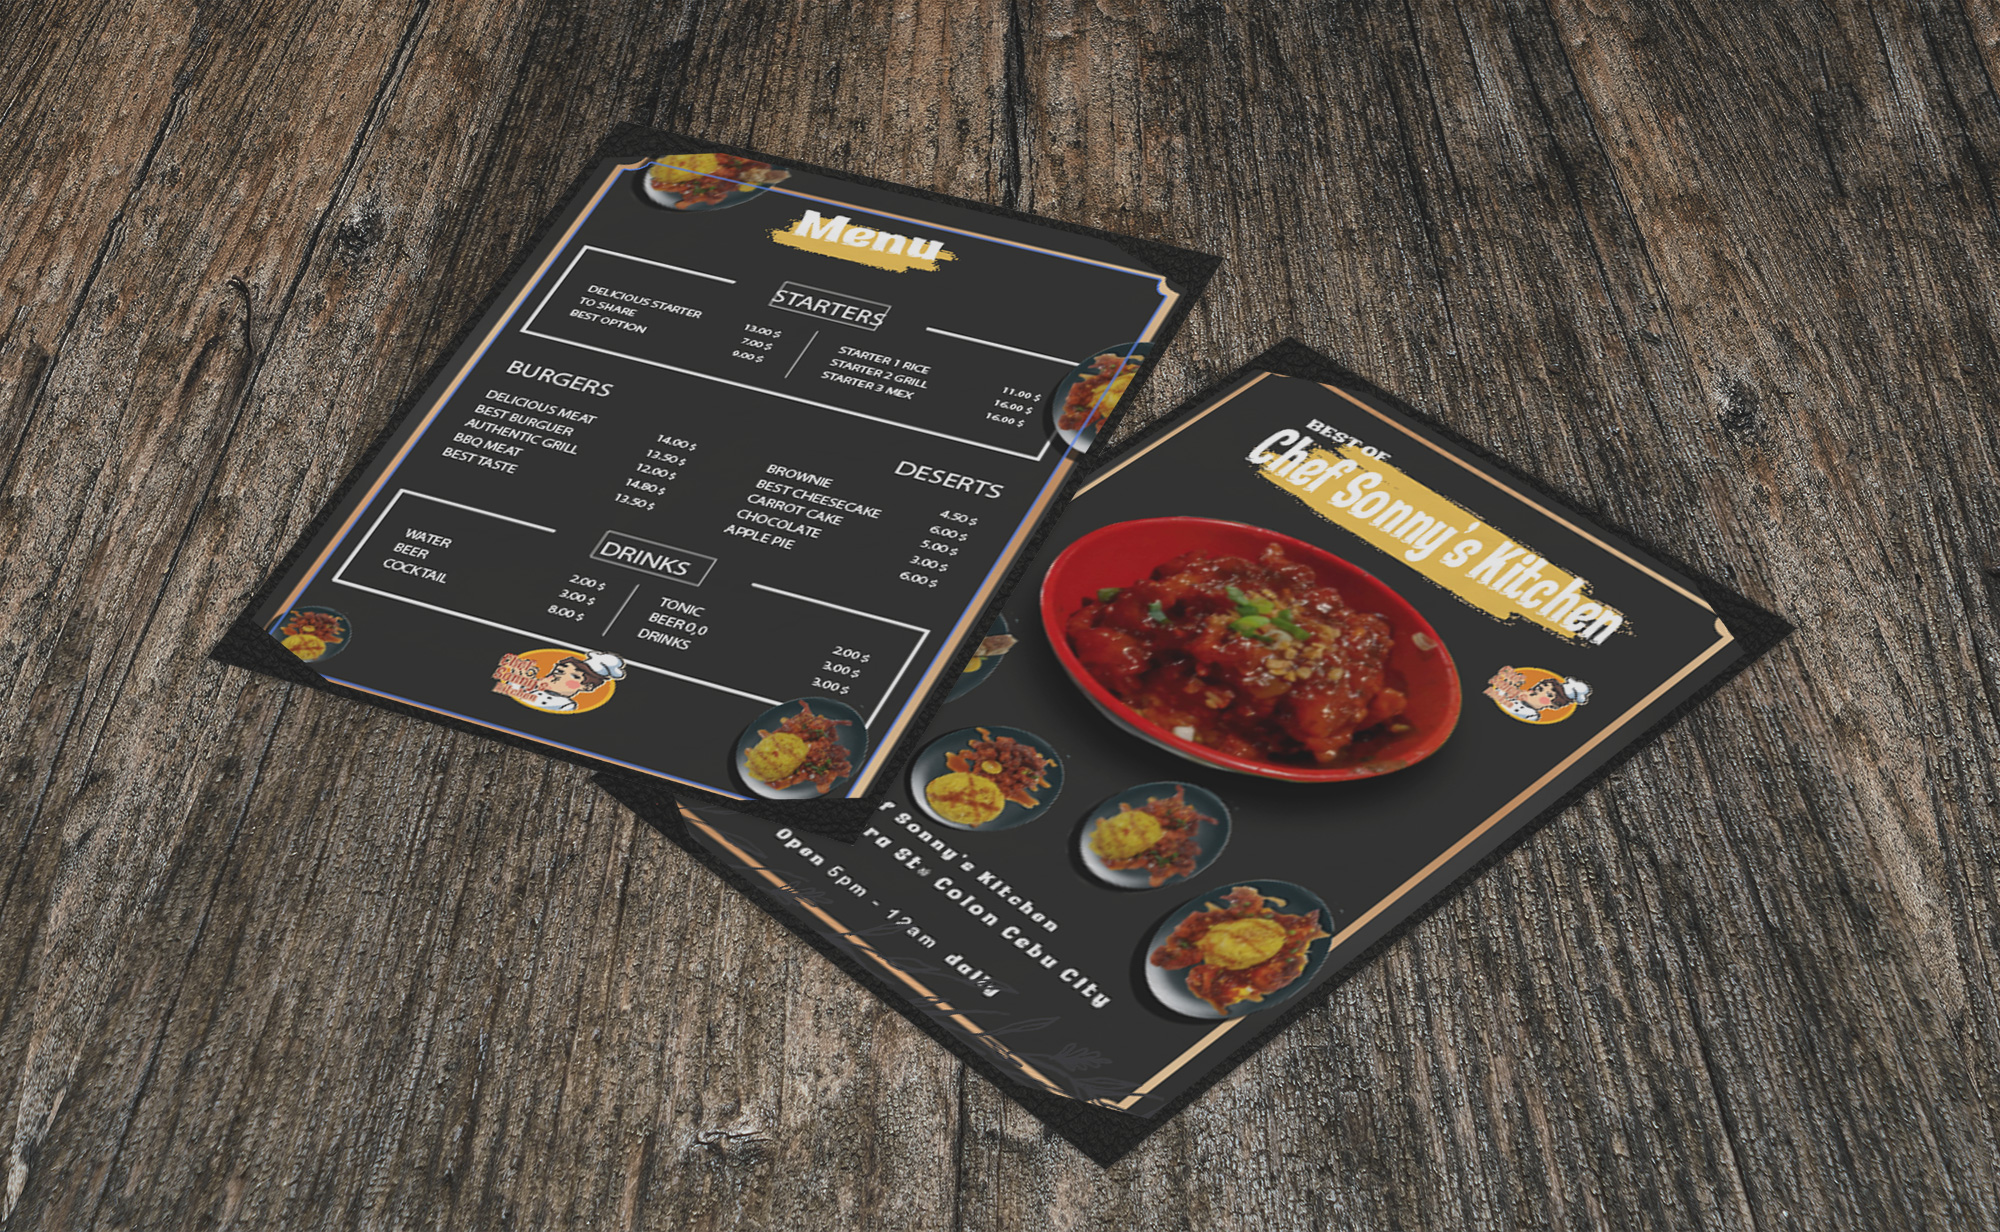 Menu
STARTERS
DELICIOUS STARTER
TO SHARE
BEST OPTION
13.00 $
7.00 $
9.00 $
STARTER 1 RICE
STARTER 2 GRILL
STARTER 3 MEX
11.00 $
16.00 $
16.00 $
BURGERS
DELICIOUS MEAT
BEST BURGUER
AUTHENTIC GRILL
BBQ MEAT
BEST TASTE
14.00 $
13.50 $
12.00 $
14.80 $
13.50 $
DESERTS
BROWNIE
BEST CHEESECAKE
CARROT CAKE
CHOCOLATE
APPLE PIE
4.50 $
6.00 $
5.00 $
3.00 $
6.00 $
DRINKS
WATER
BEER
COCKTAIL
2.00 $
3.00 $
8.00 $
TONIC
BEER 0,0
DRINKS
2.00 $
3.00 $
3.00 $
Chef
Sonny's
Kitchen
BEST OF
Chef Sonny's Kitchen
f Sonny's Kitchen
ra St. Colon Cebu City
Open 5pm - 12am daily